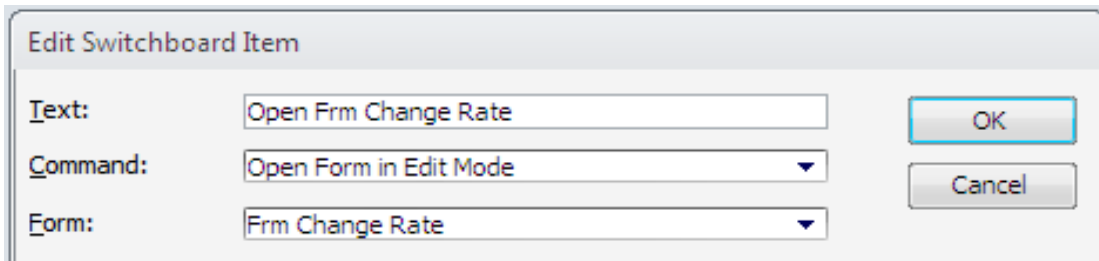 Edit Switchboard Item
Text: Open Frm Change Rate OK
Command: Open Form in Edit Mode
Cancel
Form: Frm Change Rate